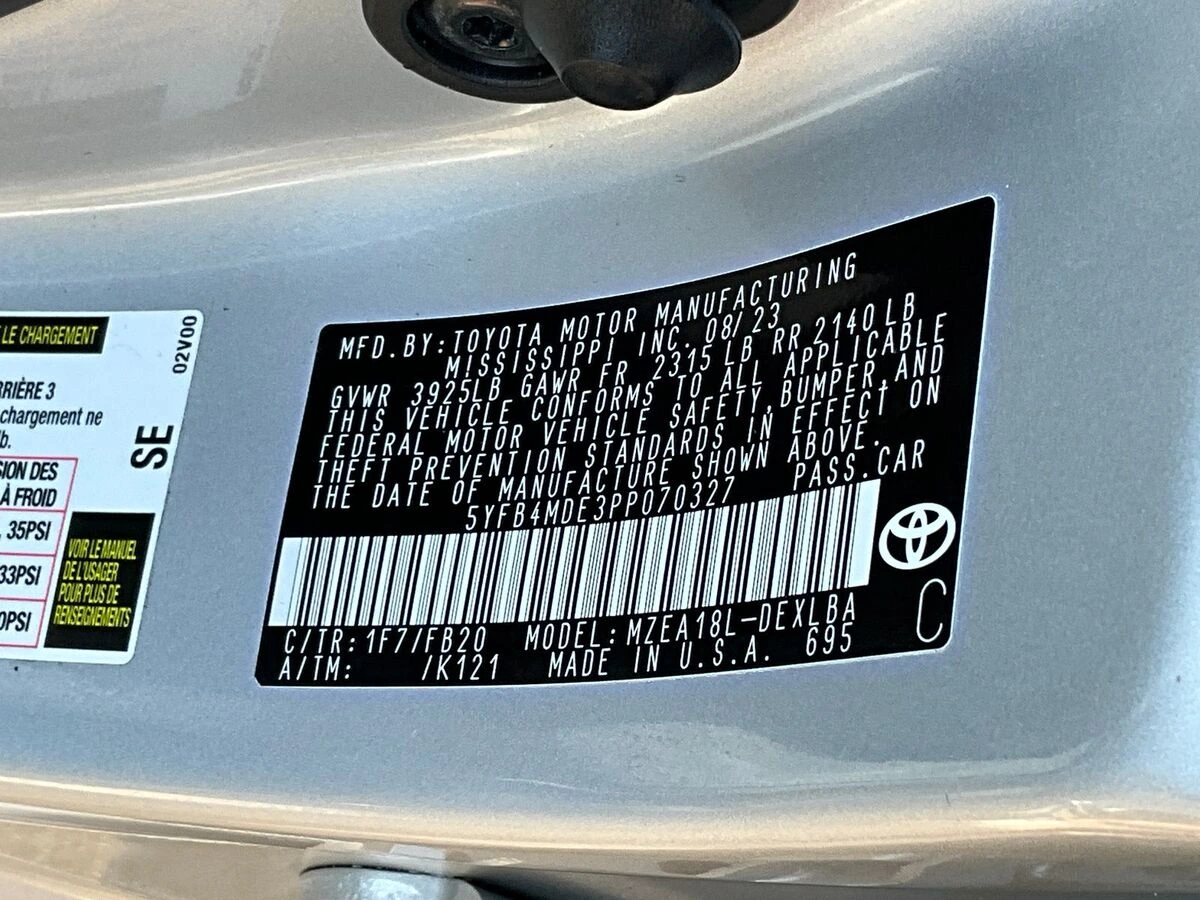 LE CHARGEMENT
02V00
RRIÈRE 3
chargement ne
lb.
SE
SION DES
À FROID
35PSI
33PSI
0PSI
VOIR LE MANUEL
DE L'USAGER
POUR PLUS DE
RENSEIGNEMENTS
MFD. BY: TOYOTA MOTOR MANUFACTURING
MISSISSIPPI INC. 08/23
GVWR 3925LB GAWR FR 2315 LB RR 2140 LB
THIS VEHICLE CONFORMS TO ALL APPLICABLE
FEDERAL MOTOR VEHICLE SAFETY, BUMPER, AND
THEFT PREVENTION STANDARDS IN EFFECT ON
THE DATE OF MANUFACTURE SHOWN ABOVE.
5YFB4MDE3PP070327 PASS. CAR
C/TR: 1F7/FB20 MODEL: MZEA18L-DEXLBA
A/TM: /K121 MADE IN U.S.A. 695
C